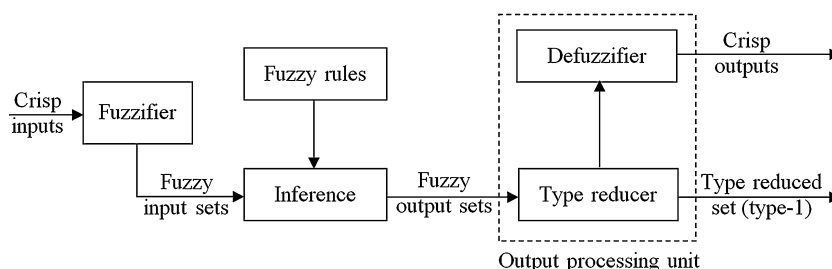 Crisp
inputs
Fuzzifier
Fuzzy rules
Fuzzy
input sets
Inference
Fuzzy
output sets
Defuzzifier
Crisp
outputs
Type reducer
Type reduced
set (type-1)
Output processing unit